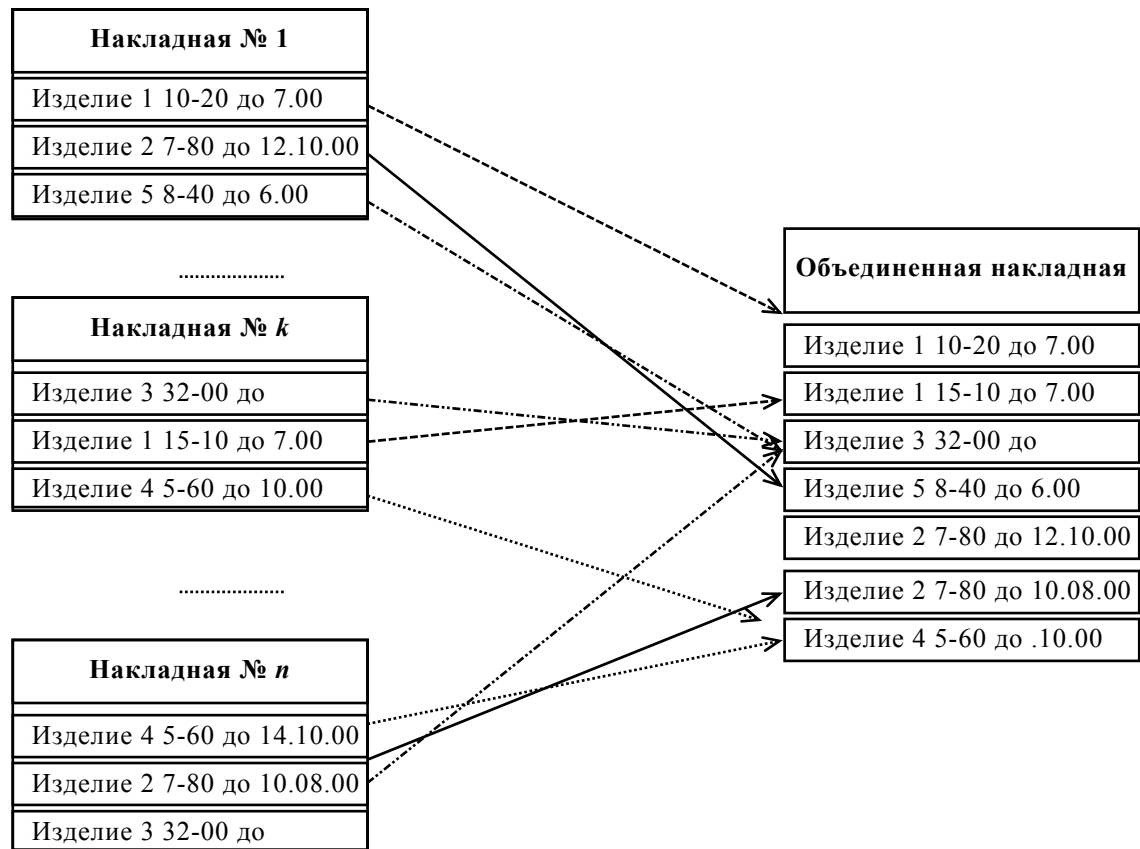 Накладная № 1
Изделие 1 10-20 до 7.00
Изделие 2 7-80 до 12.10.00
Изделие 5 8-40 до 6.00
...................
Накладная № k
Изделие 3 32-00 до
Изделие 1 15-10 до 7.00
Изделие 4 5-60 до 10.00
...................
Накладная № n
Изделие 4 5-60 до 14.10.00
Изделие 2 7-80 до 10.08.00
Изделие 3 32-00 до
Объединенная накладная
Изделие 1 10-20 до 7.00
Изделие 1 15-10 до 7.00
Изделие 3 32-00 до
Изделие 5 8-40 до 6.00
Изделие 2 7-80 до 12.10.00
Изделие 2 7-80 до 10.08.00
Изделие 4 5-60 до .10.00